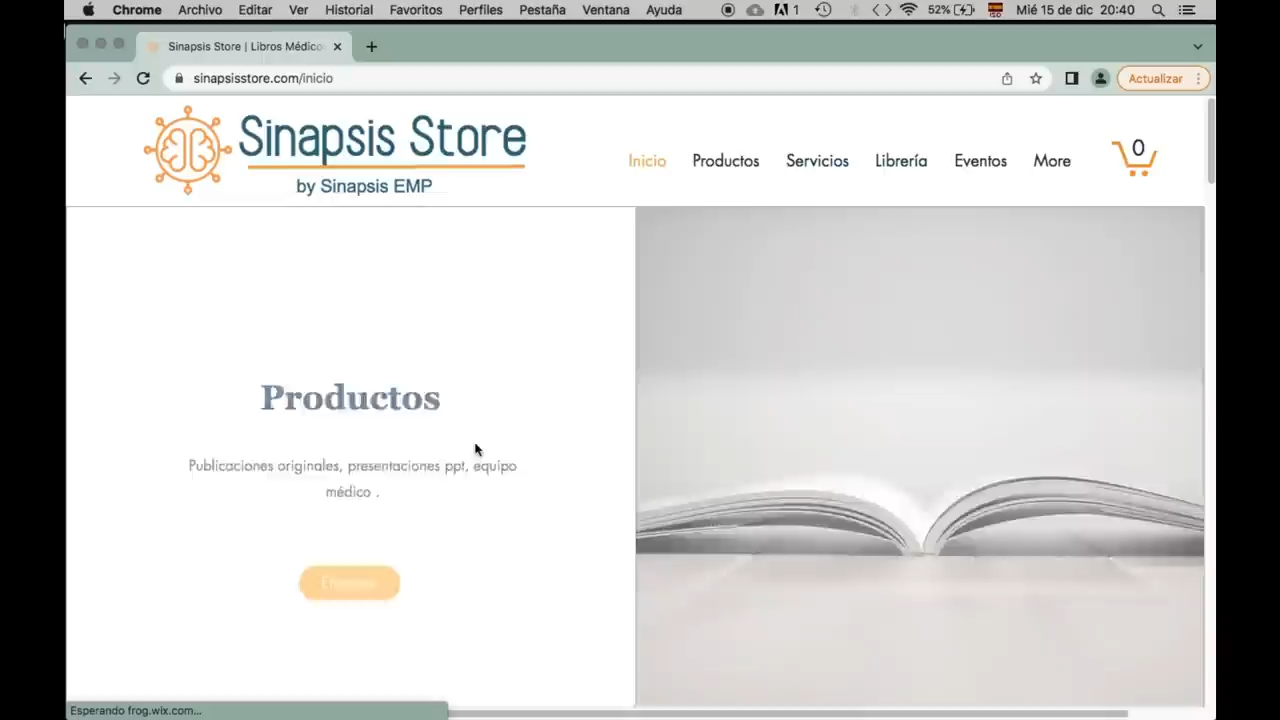 Chrome Archivo Editar Ver Historial Favoritos Perfiles Pestaña Ventana Ayuda 1 52% ISO Mié 15 de dic 20:40
Sinapsis Store | Libros Médico
sinapsisstore.com/inicio Actualizar
Sinapsis Store
by Sinapsis EMP
Inicio Productos Servicios Librería Eventos More 0
Productos
Publicaciones originales, presentaciones ppt, equipo
médico .
Esperando frog.wix.com...